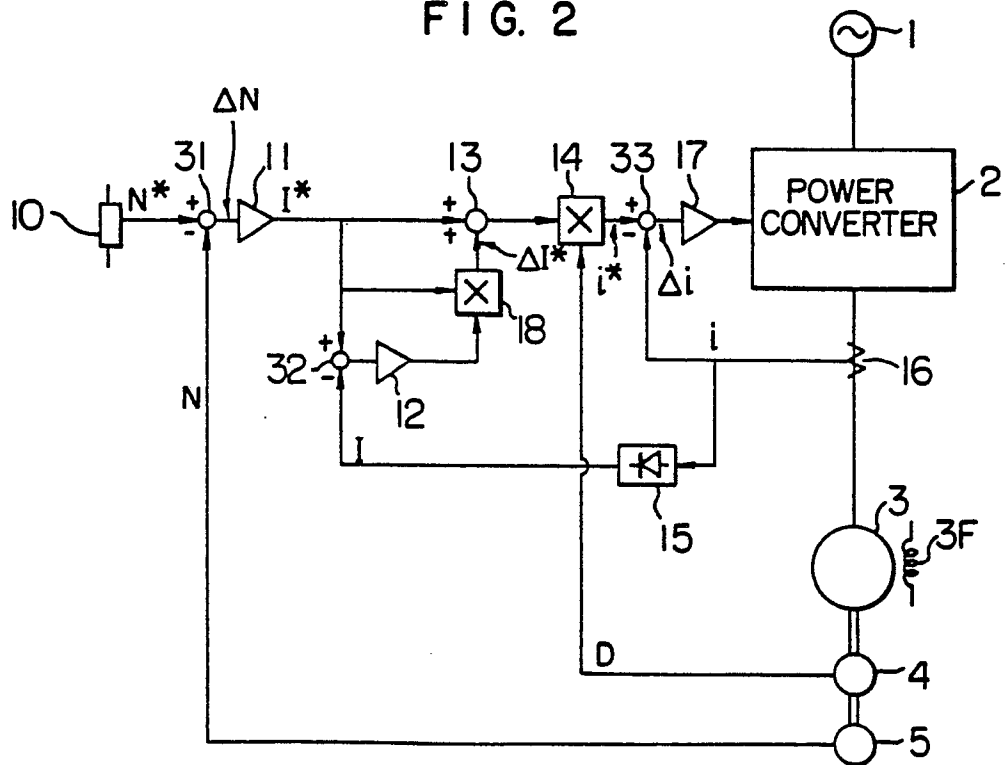 FIG. 2
1
ΔN
31
11
13
14
33
17
2
POWER
CONVERTER
10
N*
+
-
I*
+
+
ΔI*
×
+
-
i*
Δi
×
18
+
-
32
12
i
16
N
I
15
3
3F
D
4
5